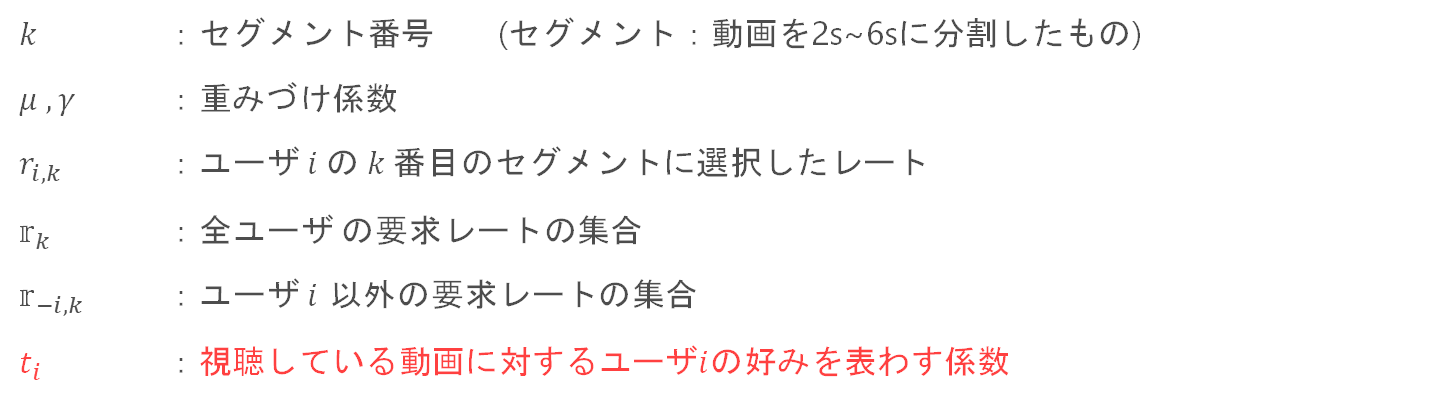 k : セグメント番号 (セグメント:動画を2s~6sに分割したもの)
μ , γ : 重みづけ係数
r_{i,k} : ユーザ i の k 番目のセグメントに選択したレート
𝕣_k : 全ユーザ の要求レートの集合
𝕣_{−i,k} : ユーザ i 以外の要求レートの集合
t_i : 視聴している動画に対するユーザiの好みを表わす係数